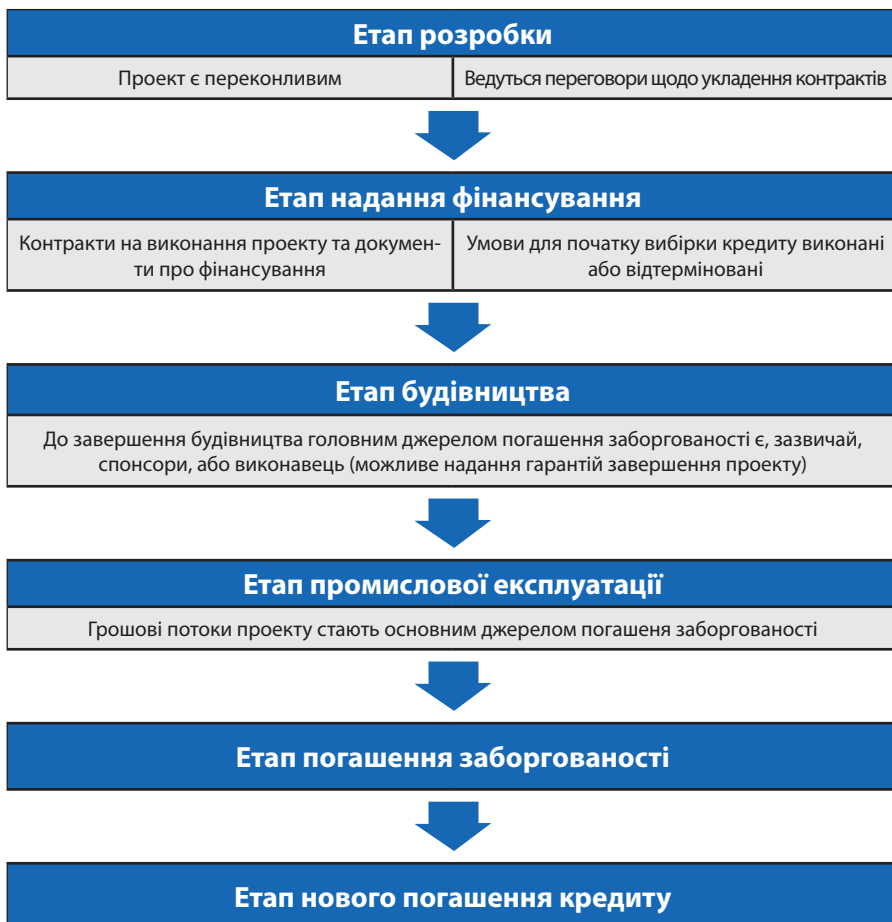 Етап розробки
Проект є переконливим
Ведуться переговори щодо укладення контрактів
Етап надання фінансування
Контракти на виконання проекту та докумен-
ти про фінансування
Умови для початку вибірки кредиту виконані
або відтерміновані
Етап будівництва
До завершення будівництва головним джерелом погашення заборгованості є, зазвичай,
спонсори, або виконавець (можливе надання гарантій завершення проекту)
Етап промислової експлуатації
Грошові потоки проекту стають основним джерелом погашеня заборгованості
Етап погашення заборгованості
Етап нового погашення кредиту